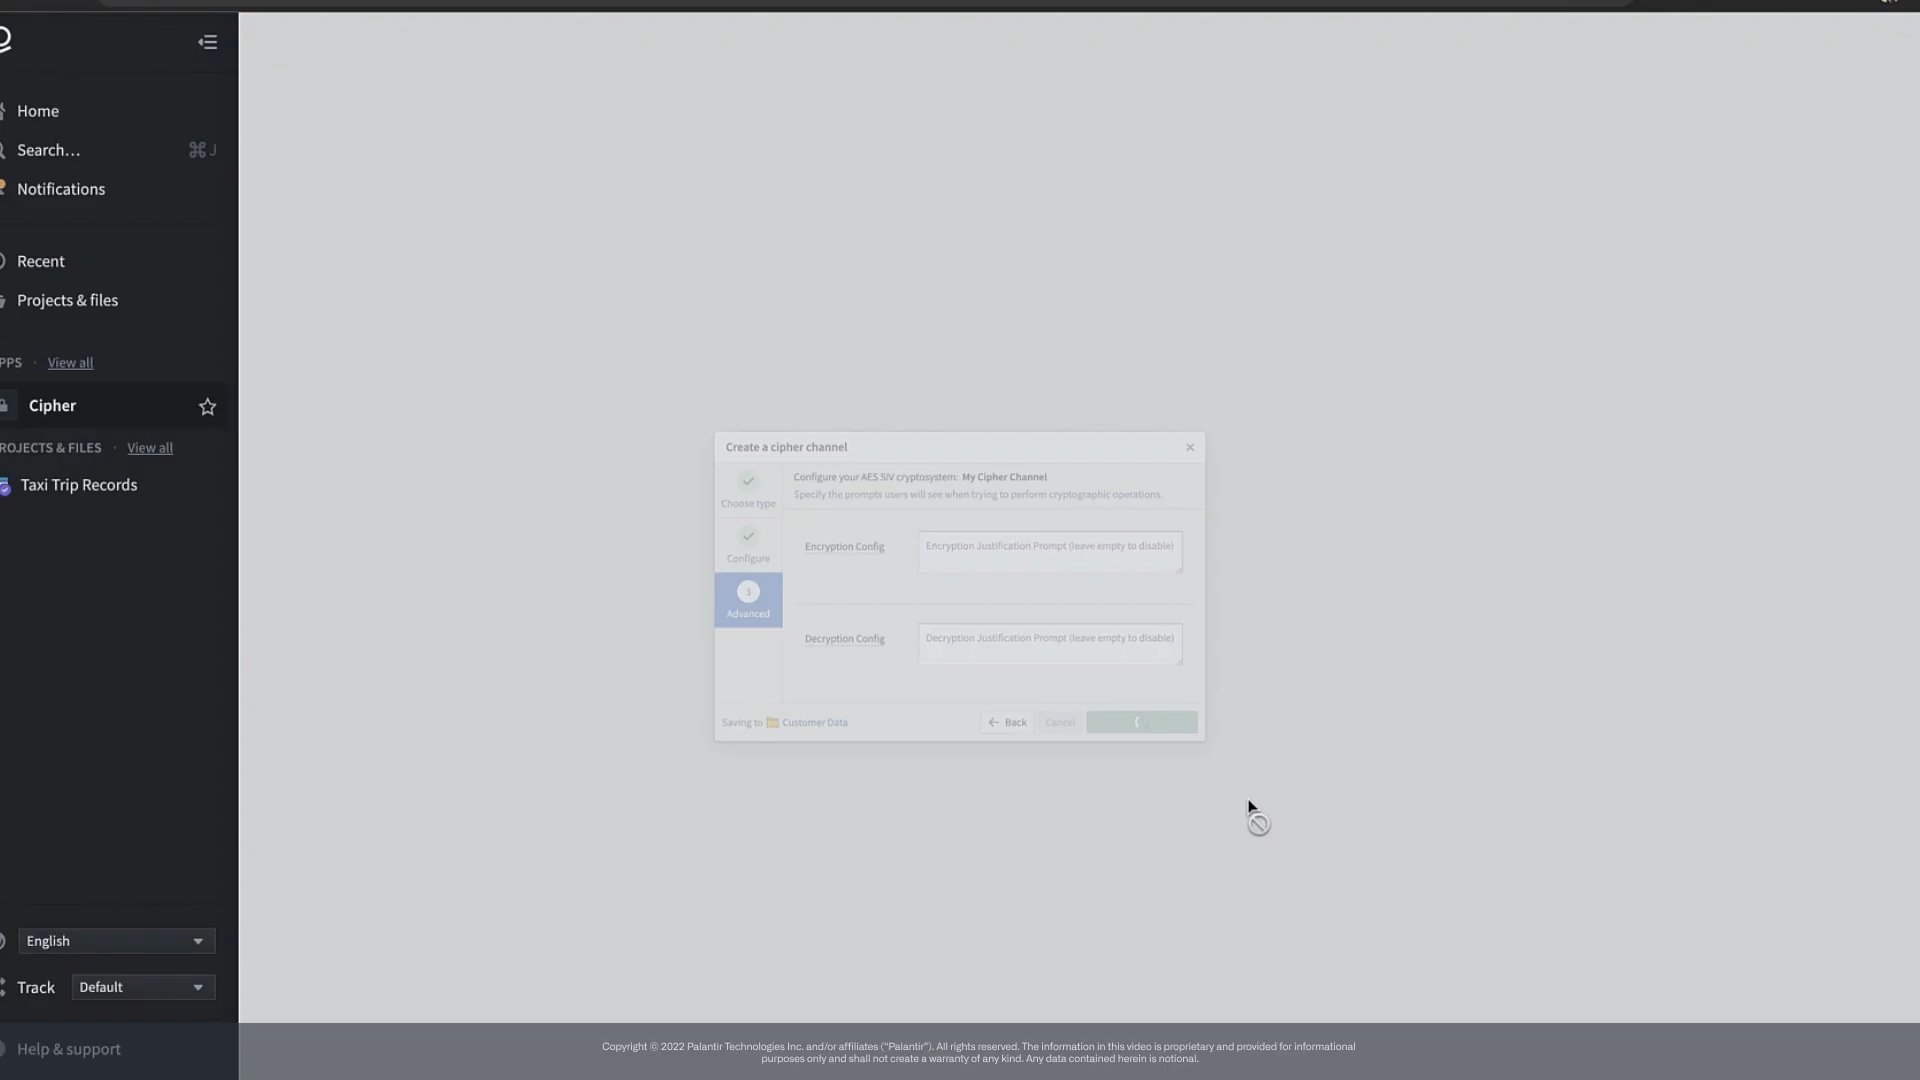 Home
Search…
⌘ J
Notifications
Recent
Projects & files
PPS · View all
Cipher
ROJECTS & FILES · View all
Taxi Trip Records
English
Track
Default
Help & support
Create a cipher channel
Choose type
Configure
3
Advanced
Configure your AES SIV cryptosystem: My Cipher Channel
Specify the prompts users will see when trying to perform cryptographic operations.
Encryption Config
Encryption Justification Prompt (leave empty to disable)
Decryption Config
Decryption Justification Prompt (leave empty to disable)
Saving to Customer Data
Back
Cancel
Copyright © 2022 Palantir Technologies Inc. and/or affiliates (“Palantir”). All rights reserved. The information in this video is proprietary and provided for informational
purposes only and shall not create a warranty of any kind. Any data contained herein is notional.